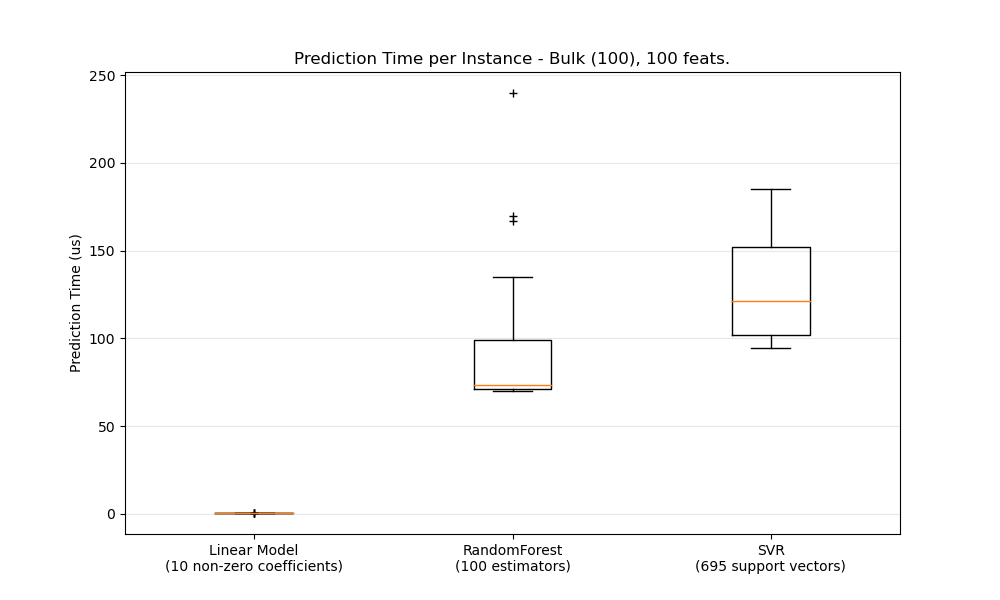 Prediction Time per Instance - Bulk (100), 100 feats.
250
200
150
100
50
0
Prediction Time (us)
Linear Model
(10 non-zero coefficients)
RandomForest
(100 estimators)
SVR
(695 support vectors)